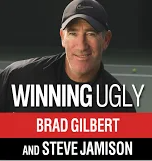 WINNING UGLY
BRAD GILBERT
AND STEVE JAMISON